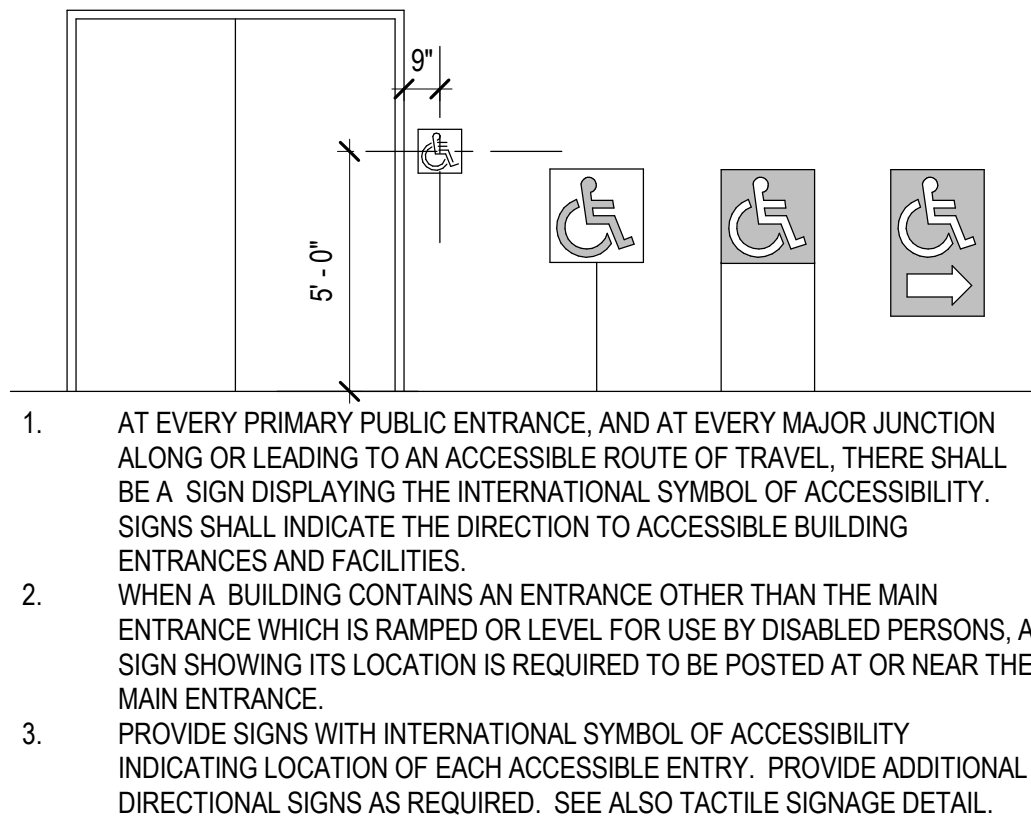 9"
5' - 0"
1. AT EVERY PRIMARY PUBLIC ENTRANCE, AND AT EVERY MAJOR JUNCTION
ALONG OR LEADING TO AN ACCESSIBLE ROUTE OF TRAVEL, THERE SHALL
BE A SIGN DISPLAYING THE INTERNATIONAL SYMBOL OF ACCESSIBILITY.
SIGNS SHALL INDICATE THE DIRECTION TO ACCESSIBLE BUILDING
ENTRANCES AND FACILITIES.
2. WHEN A BUILDING CONTAINS AN ENTRANCE OTHER THAN THE MAIN
ENTRANCE WHICH IS RAMPED OR LEVEL FOR USE BY DISABLED PERSONS, A
SIGN SHOWING ITS LOCATION IS REQUIRED TO BE POSTED AT OR NEAR THE
MAIN ENTRANCE.
3. PROVIDE SIGNS WITH INTERNATIONAL SYMBOL OF ACCESSIBILITY
INDICATING LOCATION OF EACH ACCESSIBLE ENTRY. PROVIDE ADDITIONAL
DIRECTIONAL SIGNS AS REQUIRED. SEE ALSO TACTILE SIGNAGE DETAIL.